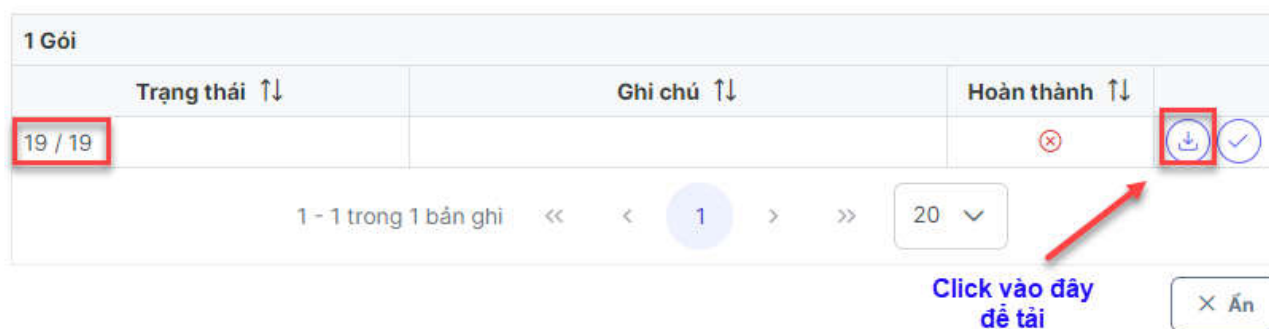 1 Gói
Trạng thái Ghi chú Hoàn thành
19 / 19
1 - 1 trong 1 bản ghi << < 1 > >> 20
Click vào đây
để tải
× Ẩn